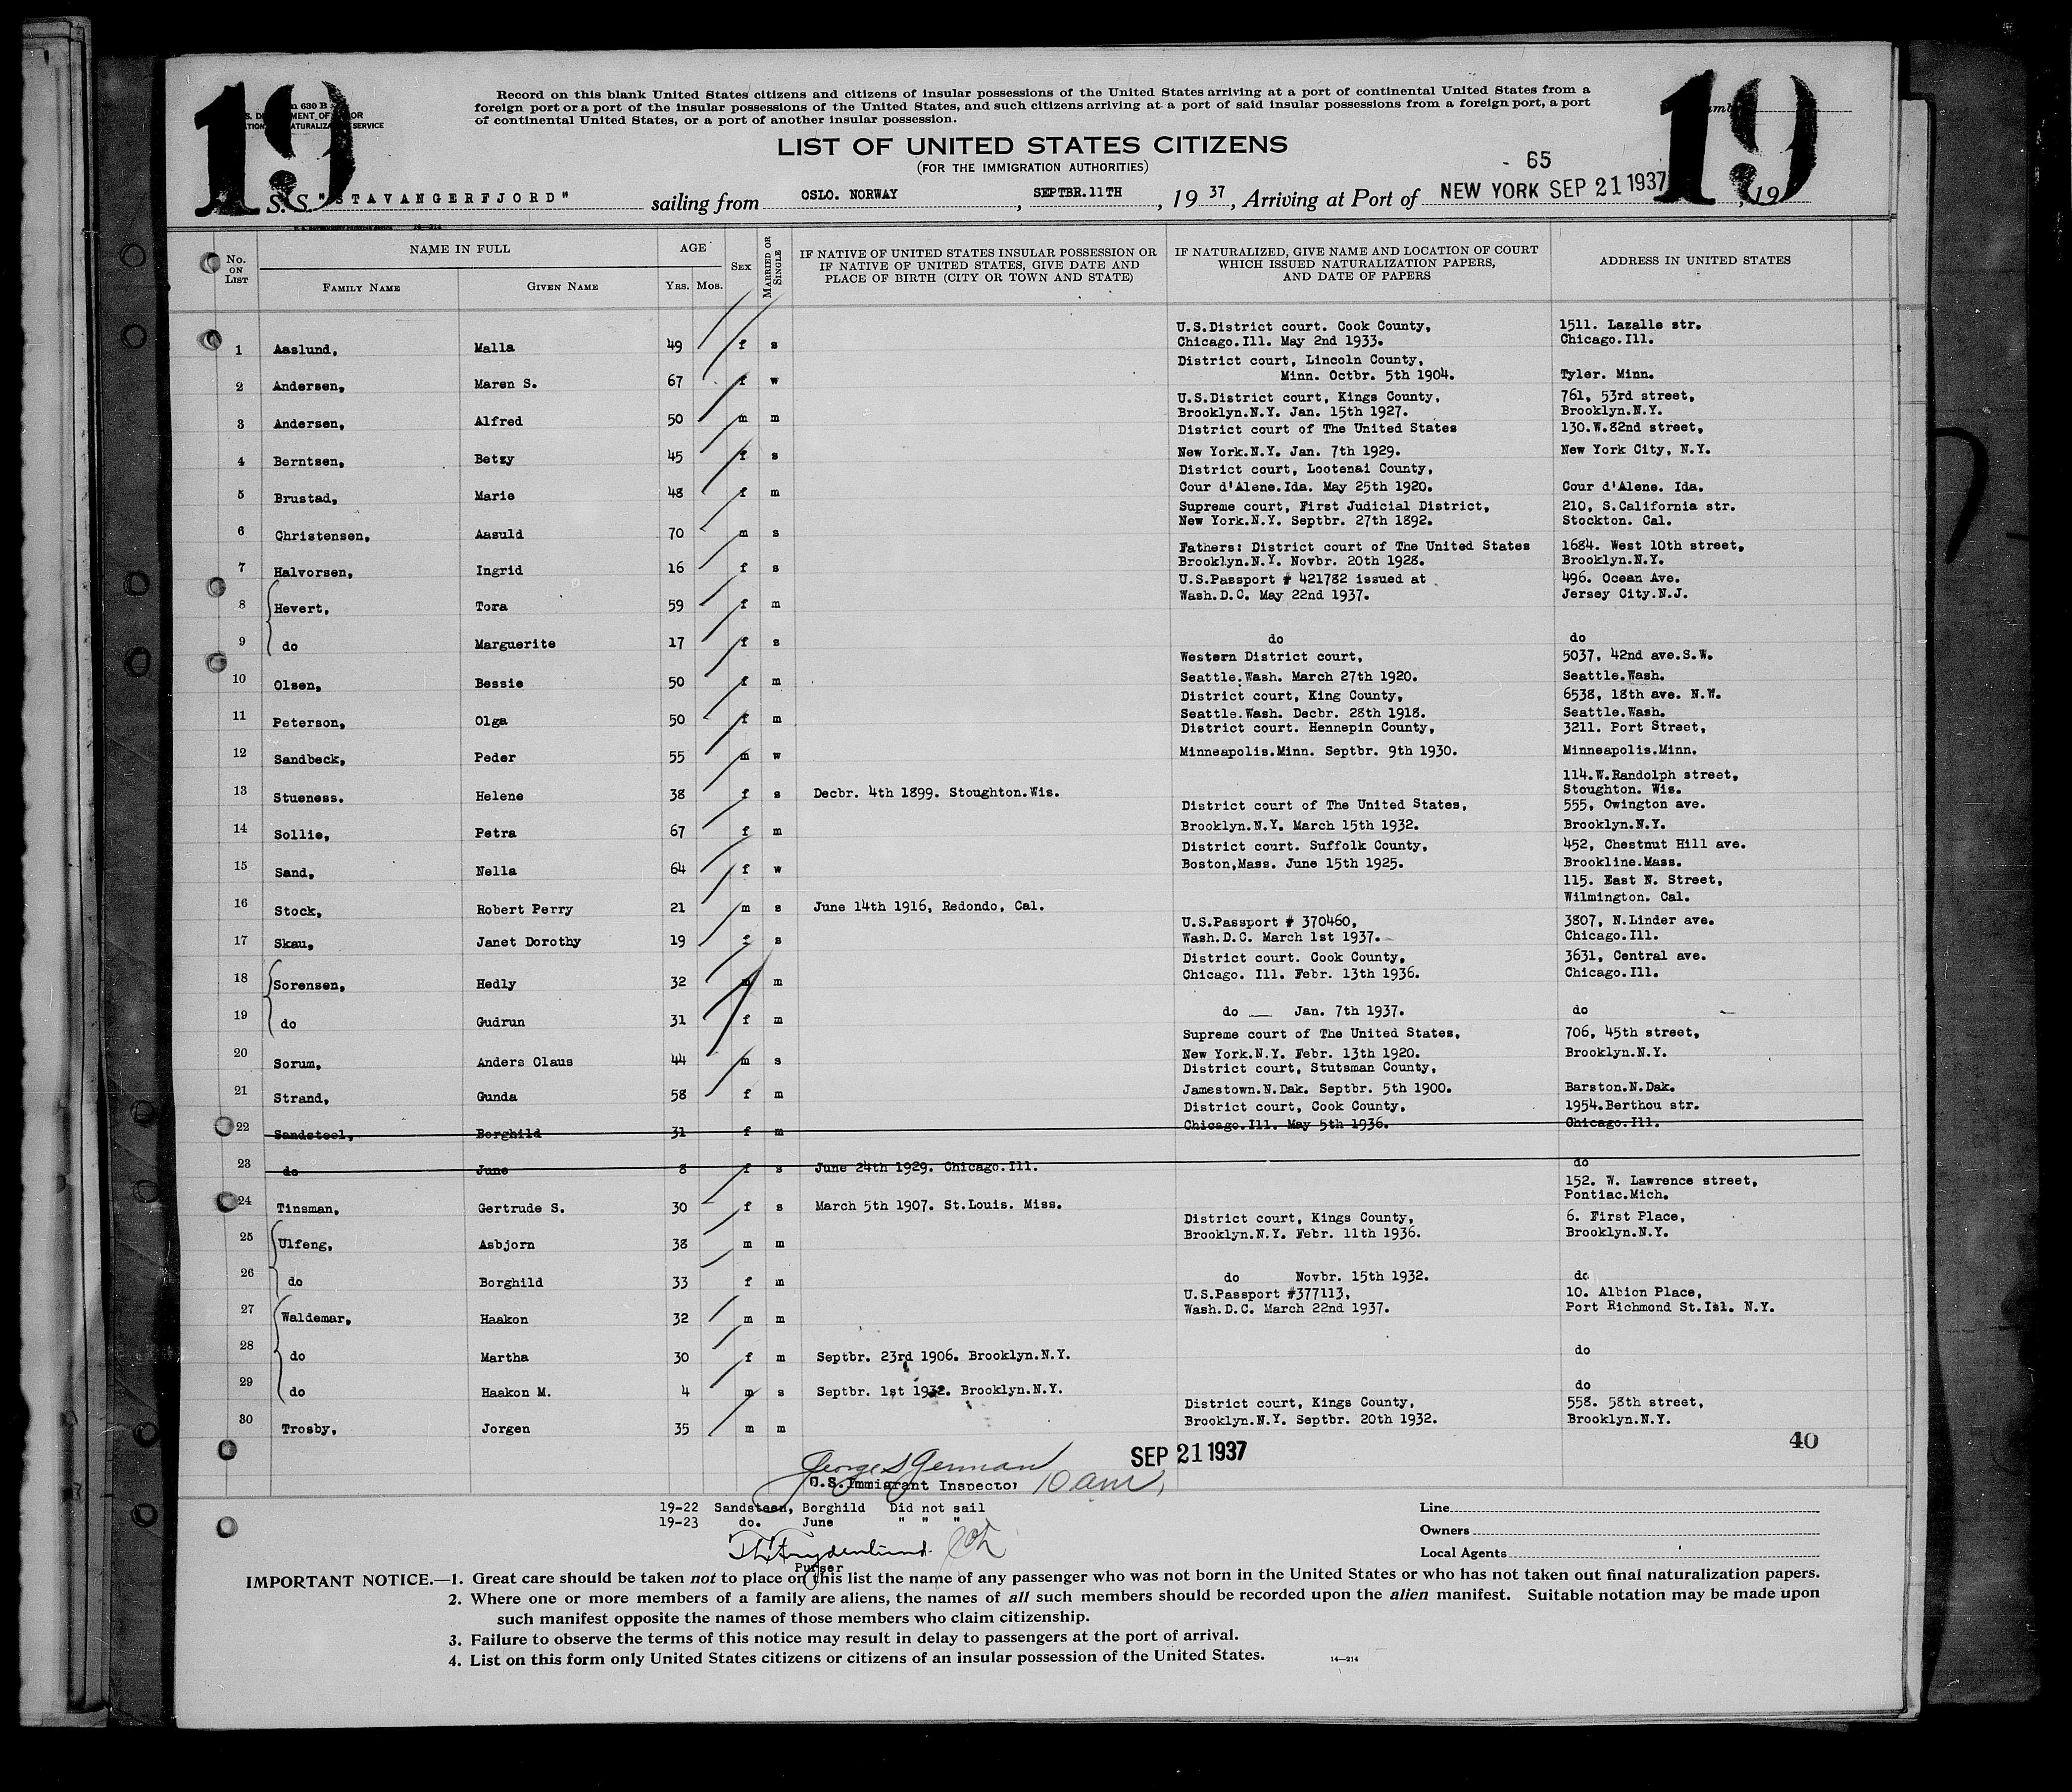 19
19
Record on this blank United States citizens and citizens of insular possessions of the United States arriving at a port of continental United States from a
foreign port or a port of the insular possessions of the United States, and such citizens arriving at a port of said insular possessions from a foreign port, a port
of continental United States, or a port of another insular possession.
LIST OF UNITED STATES CITIZENS
(FOR THE IMMIGRATION AUTHORITIES)
- 65
S. S. "STAVANGERFJORD" sailing from OSLO. NORWAY, SEPTBR.11TH, 19 37, Arriving at Port of NEW YORK SEP 21 1937, 19
No. ON LIST NAME IN FULL AGE SEX MARRIED OR SINGLE IF NATIVE OF UNITED STATES INSULAR POSSESSION OR IF NATIVE OF UNITED STATES, GIVE DATE AND PLACE OF BIRTH (CITY OR TOWN AND STATE) IF NATURALIZED, GIVE NAME AND LOCATION OF COURT WHICH ISSUED NATURALIZATION PAPERS, AND DATE OF PAPERS ADDRESS IN UNITED STATES
FAMILY NAME GIVEN NAME Yrs. Mos.
U.S.District court. Cook County, 1511. Lazalle str.
1 Aaslund, Malla 49 f s Chicago.Ill. May 2nd 1933. Chicago.Ill.
District court, Lincoln County,
2 Andersen, Maren S. 67 f w Minn. Octbr. 5th 1904. Tyler. Minn.
U.S.District court, Kings County, 761, 53rd street,
3 Andersen, Alfred 50 m m Brooklyn.N.Y. Jan. 15th 1927. Brooklyn.N.Y.
District court of The United States 130.W.82nd street,
4 Berntsen, Betzy 45 f s New York.N.Y. Jan. 7th 1929. New York City, N.Y.
District court, Lootenai County,
5 Brustad, Marie 48 f m Cour d'Alene.Ida. May 25th 1920. Cour d'Alene. Ida.
Supreme court, First Judicial District, 210, S.California str.
6 Christensen, Aasuld 70 m s New York.N.Y. Septbr. 27th 1892. Stockton. Cal.
Fathers: District court of The United States 1684. West 10th street,
7 Halvorsen, Ingrid 16 f s Brooklyn.N.Y. Novbr. 20th 1928. Brooklyn.N.Y.
U.S.Passport # 421782 issued at 496. Ocean Ave.
8 Hevert, Tora 59 f m Wash.D.C. May 22nd 1937. Jersey City.N.J.
9 do Marguerite 17 f s do do
Western District court, 5037, 42nd ave.S.W.
10 Olsen, Bessie 50 f m Seattle.Wash. March 27th 1920. Seattle.Wash.
District court, King County, 6538, 18th ave. N.W.
11 Peterson, Olga 50 f m Seattle.Wash. Decbr. 28th 1918. Seattle.Wash.
District court. Hennepin County, 3211. Port Street,
12 Sandbeck, Peder 55 m w Minneapolis.Minn. Septbr. 9th 1930. Minneapolis.Minn.
114.W.Randolph street,
13 Stueness. Helene 38 f s Decbr. 4th 1899. Stoughton.Wis. Stoughton. Wis.
District court of The United States, 555, Owington ave.
14 Sollie, Petra 67 f m Brooklyn.N.Y. March 15th 1932. Brooklyn.N.Y.
District court. Suffolk County, 452, Chestnut Hill ave.
15 Sand, Nella 64 f w Boston,Mass. June 15th 1925. Brookline.Mass.
115. East N. Street,
16 Stock, Robert Perry 21 m s June 14th 1916, Redondo, Cal. Wilmington. Cal.
U.S.Passport # 370460, 3807, N.Linder ave.
17 Skau, Janet Dorothy 19 f s Wash.D.C. March 1st 1937. Chicago.Ill.
District court. Cook County, 3631, Central ave.
18 Sorensen, Hedly 32 m m Chicago. Ill. Febr. 13th 1936. Chicago.Ill.
19 do Gudrun 31 f m do — Jan. 7th 1937. do
Supreme court of The United States, 706, 45th street,
20 Sorum, Anders Claus 44 m s New York.N.Y. Febr. 13th 1920. Brooklyn.N.Y.
District court, Stutsman County,
21 Strand, Gunda 58 f m Jamestown.N.Dak. Septbr. 5th 1900. Barston.N.Dak.
District court, Cook County, 1954.Berthou str.
22 Sandsteel, Borghild 31 f m Chicago.Ill. May 5th 1936. Chicago.Ill.
23 do June 8 f s June 24th 1929. Chicago.Ill. do
152. W. Lawrence street,
24 Tinsman, Gertrude S. 30 f s March 5th 1907. St.Louis. Miss. Pontiac.Mich.
District court, Kings County, 6. First Place,
25 Ulfeng, Asbjorn 38 m m Brooklyn.N.Y. Febr. 11th 1936. Brooklyn.N.Y.
26 do Borghild 33 f m do Novbr. 15th 1932. do
U.S.Passport #377113, 10. Albion Place,
27 Waldemar, Haakon 32 m m Wash.D.C. March 22nd 1937. Port Richmond St.Isl. N.Y.
28 do Martha 30 f m Septbr. 23rd 1906. Brooklyn.N.Y. do
29 do Haakon M. 4 m s Septbr. 1st 1932. Brooklyn.N.Y. do
District court, Kings County, 558. 58th street,
30 Trosby, Jorgen 35 m m Brooklyn.N.Y. Septbr. 20th 1932. Brooklyn.N.Y.
40
George S German SEP 21 1937
U.S.Immigrant Inspector 10 am,
19-22 Sandsteen, Borghild Did not sail
19-23 do. June " " "
Purser
Line
Owners
Local Agents
IMPORTANT NOTICE.—1. Great care should be taken not to place on this list the name of any passenger who was not born in the United States or who has not taken out final naturalization papers.
2. Where one or more members of a family are aliens, the names of all such members should be recorded upon the alien manifest. Suitable notation may be made upon
such manifest opposite the names of those members who claim citizenship.
3. Failure to observe the terms of this notice may result in delay to passengers at the port of arrival.
4. List on this form only United States citizens or citizens of an insular possession of the United States.
14—214